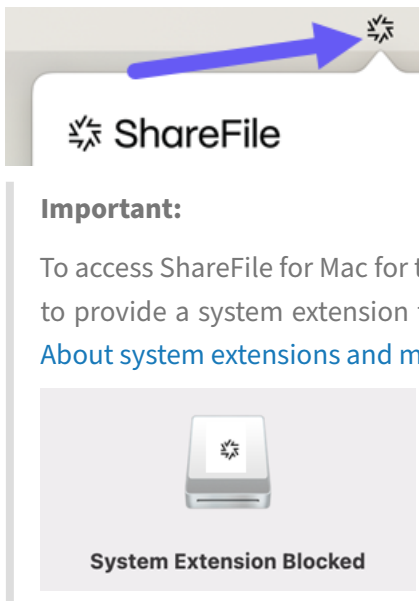 ShareFile
Important:
To access ShareFile for Mac for
to provide a system extension
About system extensions and
System Extension Blocked